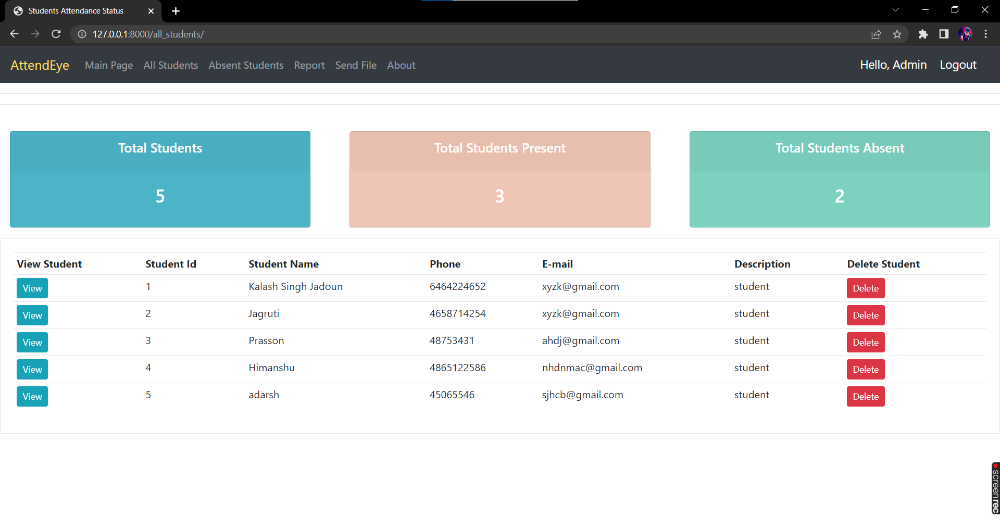 Students Attendance Status
127.0.0.1:8000/all_students/
AttendEye Main Page All Students Absent Students Report Send File About Hello, Admin Logout
Total Students Total Students Present Total Students Absent
5 3 2
View Student Student Id Student Name Phone E-mail Description Delete Student
View 1 Kalash Singh Jadoun 6464224652 xyzk@gmail.com student Delete
View 2 Jagruti 4658714254 xyzk@gmail.com student Delete
View 3 Prasson 48753431 ahdj@gmail.com student Delete
View 4 Himanshu 4865122586 nhdnmac@gmail.com student Delete
View 5 adarsh 45065546 sjhcb@gmail.com student Delete
screenrec